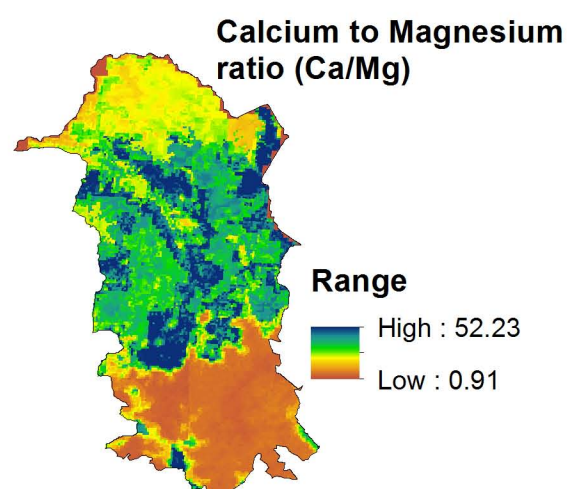 Calcium to Magnesium
ratio (Ca/Mg)
Range
High : 52.23
Low : 0.91